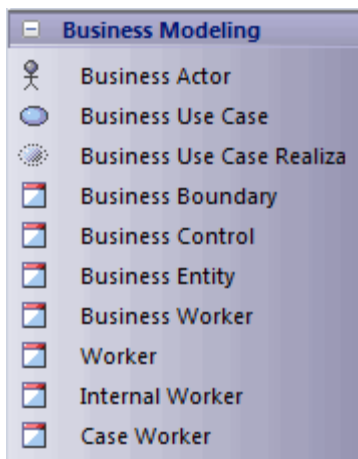 Business Modeling
Business Actor
Business Use Case
Business Use Case Realiza
Business Boundary
Business Control
Business Entity
Business Worker
Worker
Internal Worker
Case Worker